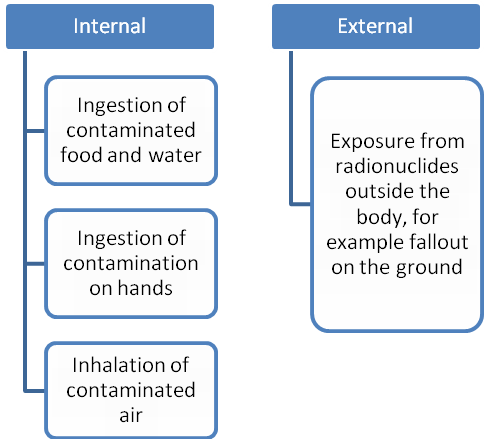 Internal
Ingestion of
contaminated
food and water
Ingestion of
contamination
on hands
Inhalation of
contaminated
air
External
Exposure from
radionuclides
outside the
body, for
example fallout
on the ground